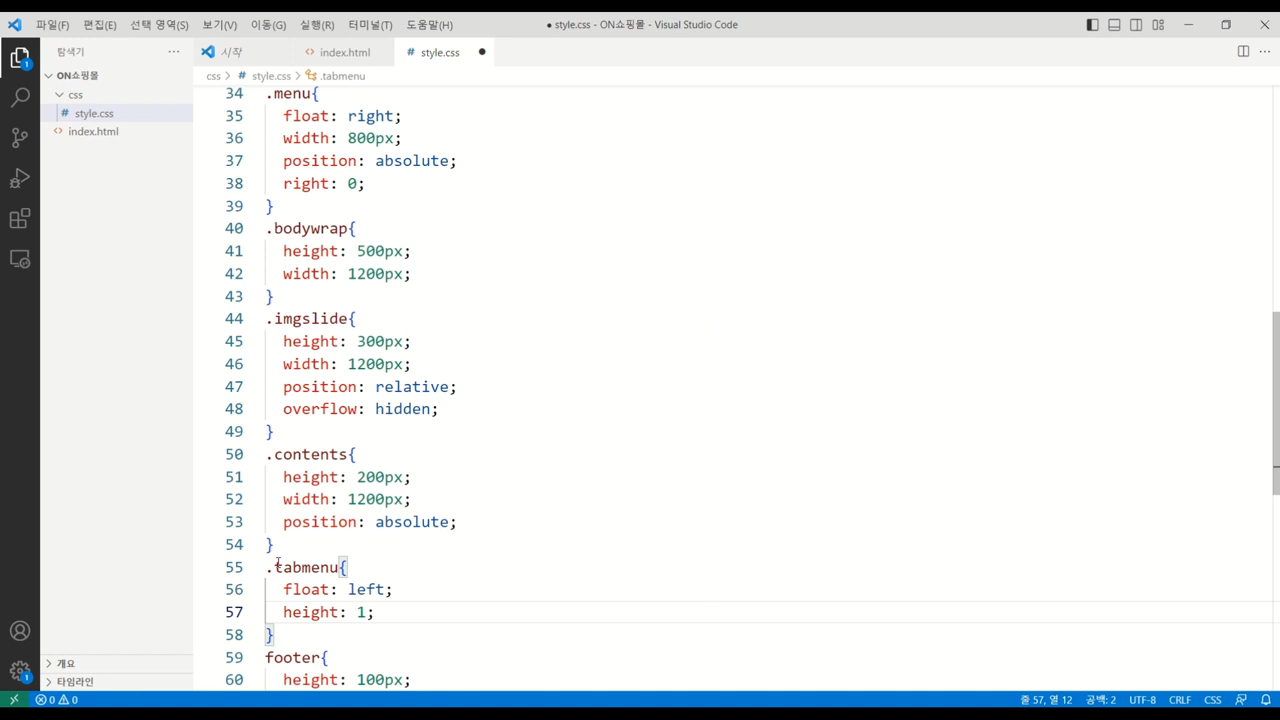 파일(F) 편집(E) 선택 영역(S) 보기(V) 이동(G) 실행(R) 터미널(T) 도움말(H)
● style.css - ON쇼핑몰 - Visual Studio Code
탐색기 ···
시작
<> index.html
# style.css ●
ON쇼핑몰
css
# style.css
<> index.html
css > # style.css > .tabmenu
34 .menu{
35 float: right;
36 width: 800px;
37 position: absolute;
38 right: 0;
39 }
40 .bodywrap{
41 height: 500px;
42 width: 1200px;
43 }
44 .imgslide{
45 height: 300px;
46 width: 1200px;
47 position: relative;
48 overflow: hidden;
49 }
50 .contents{
51 height: 200px;
52 width: 1200px;
53 position: absolute;
54 }
55 .tabmenu{
56 float: left;
57 height: 1;
58 }
59 footer{
60 height: 100px;
1
1
개요
타임라인
0 0
줄 57, 열 12 공백: 2 UTF-8 CRLF CSS